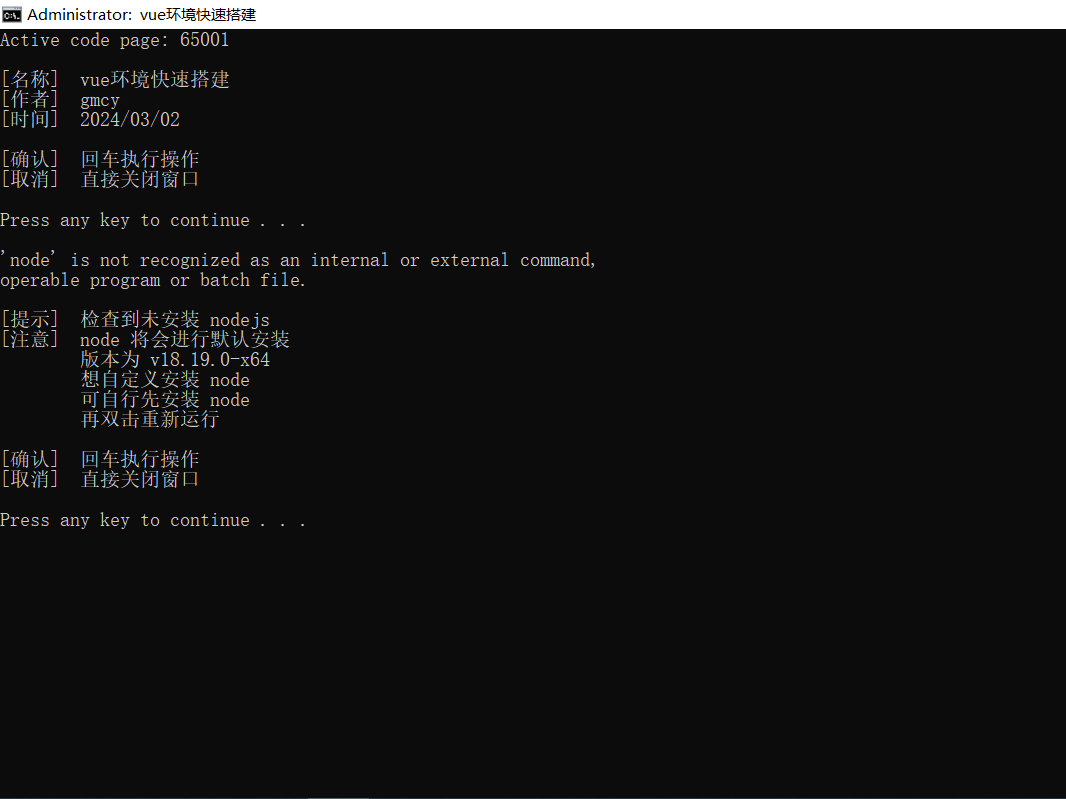 Administrator: vue环境快速搭建
Active code page: 65001
[名称] vue环境快速搭建
[作者] gmcy
[时间] 2024/03/02
[确认] 回车执行操作
[取消] 直接关闭窗口
Press any key to continue . . .
'node' is not recognized as an internal or external command,
operable program or batch file.
[提示] 检查到未安装 nodejs
[注意] node 将会进行默认安装
版本为 v18.19.0-x64
想自定义安装 node
可自行先安装 node
再双击重新运行
[确认] 回车执行操作
[取消] 直接关闭窗口
Press any key to continue . . .